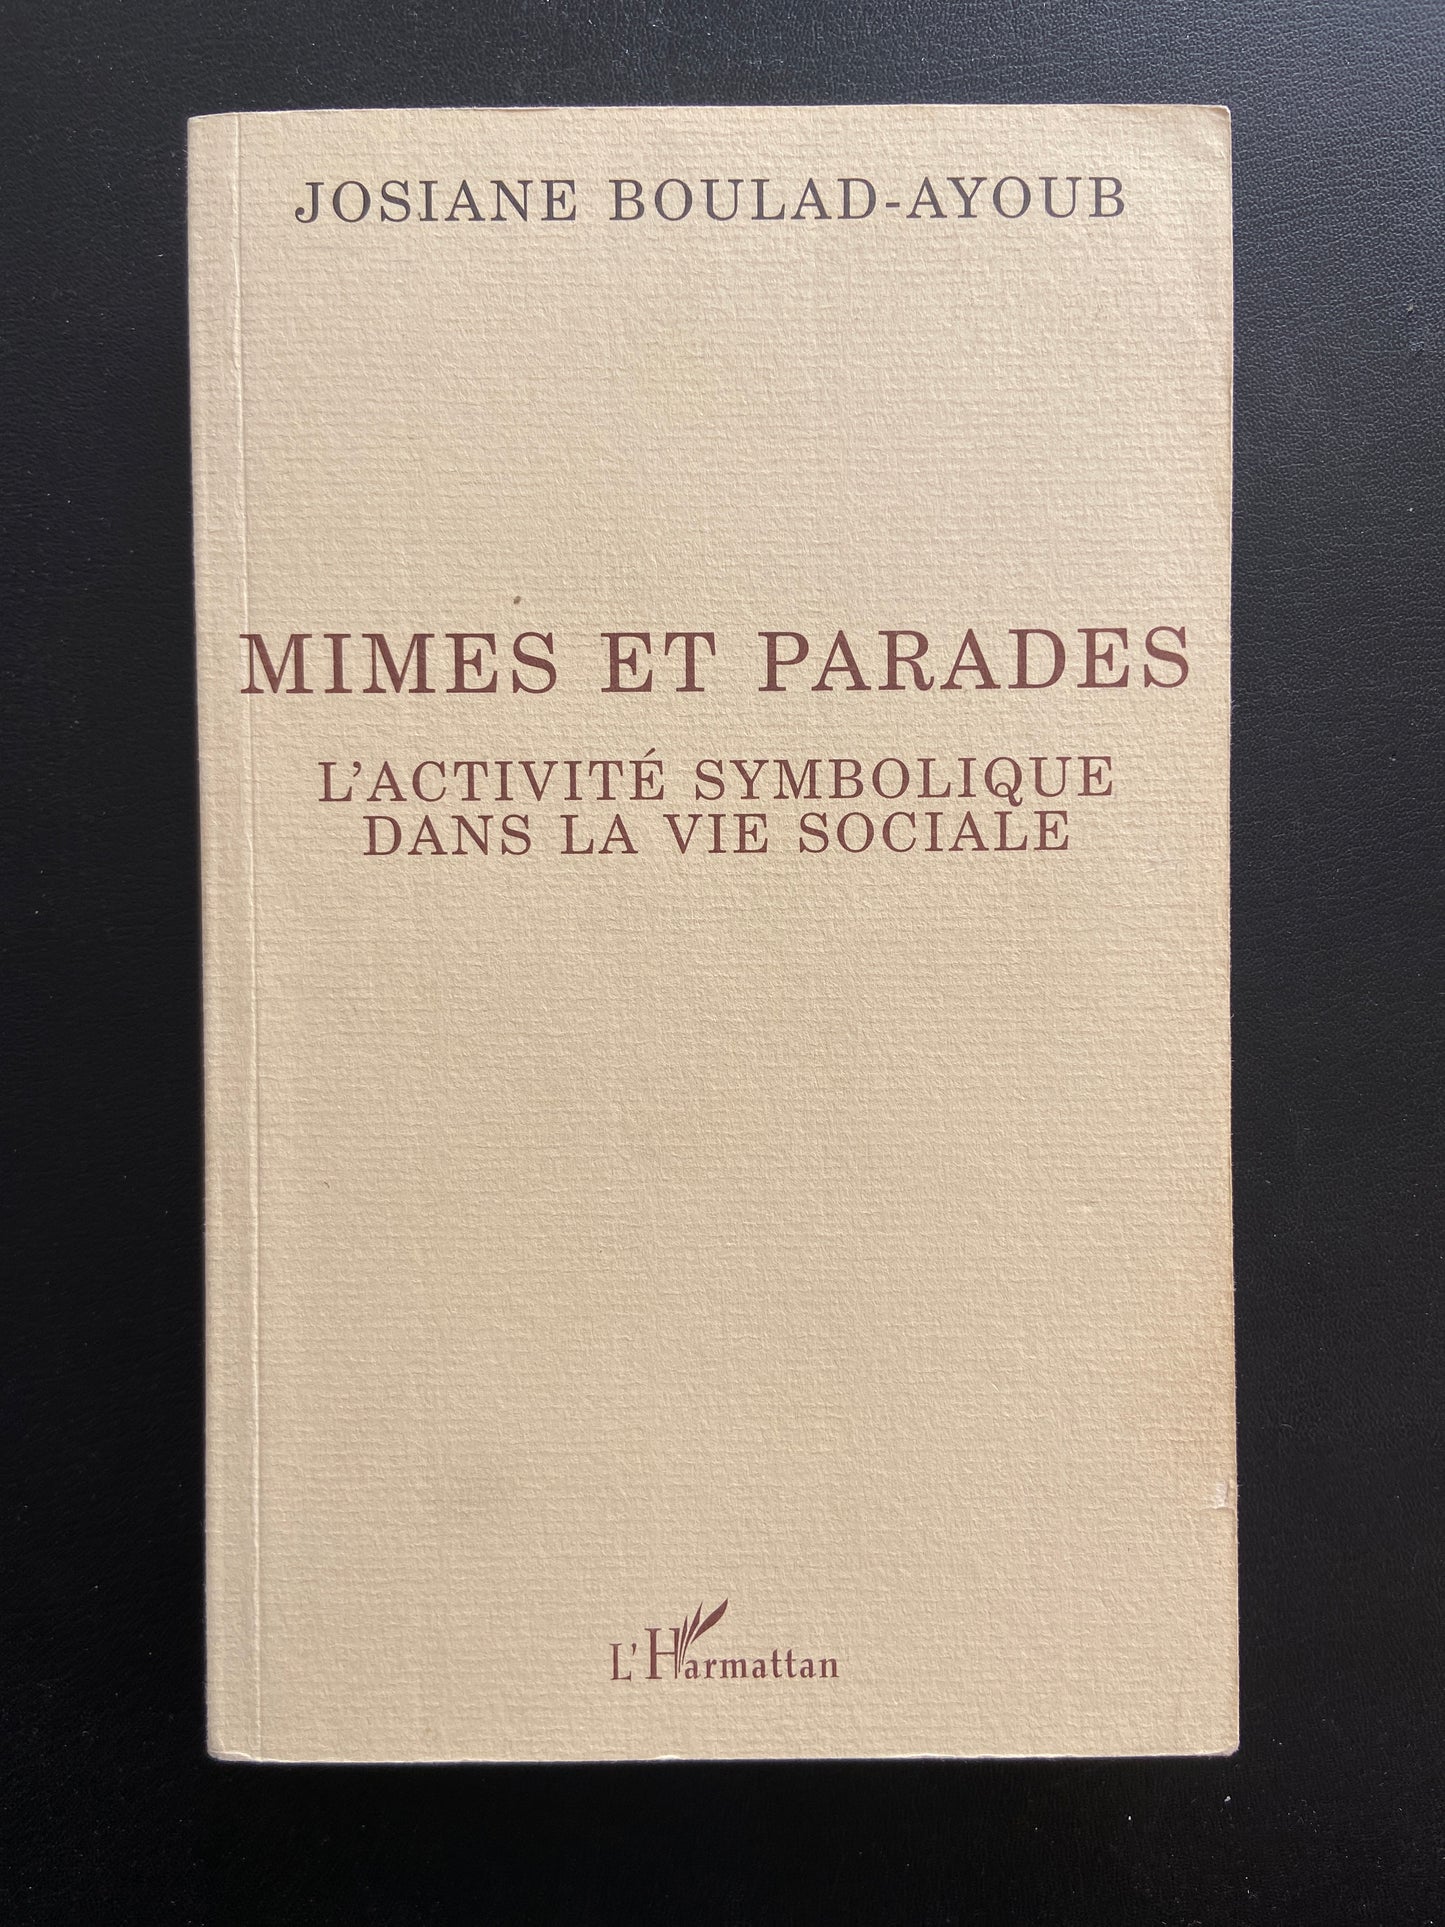 JOSIANE BOULAD-AYOUB
MIMES ET PARADES
L'ACTIVITÉ SYMBOLIQUE
DANS LA VIE SOCIALE
L'Harmattan